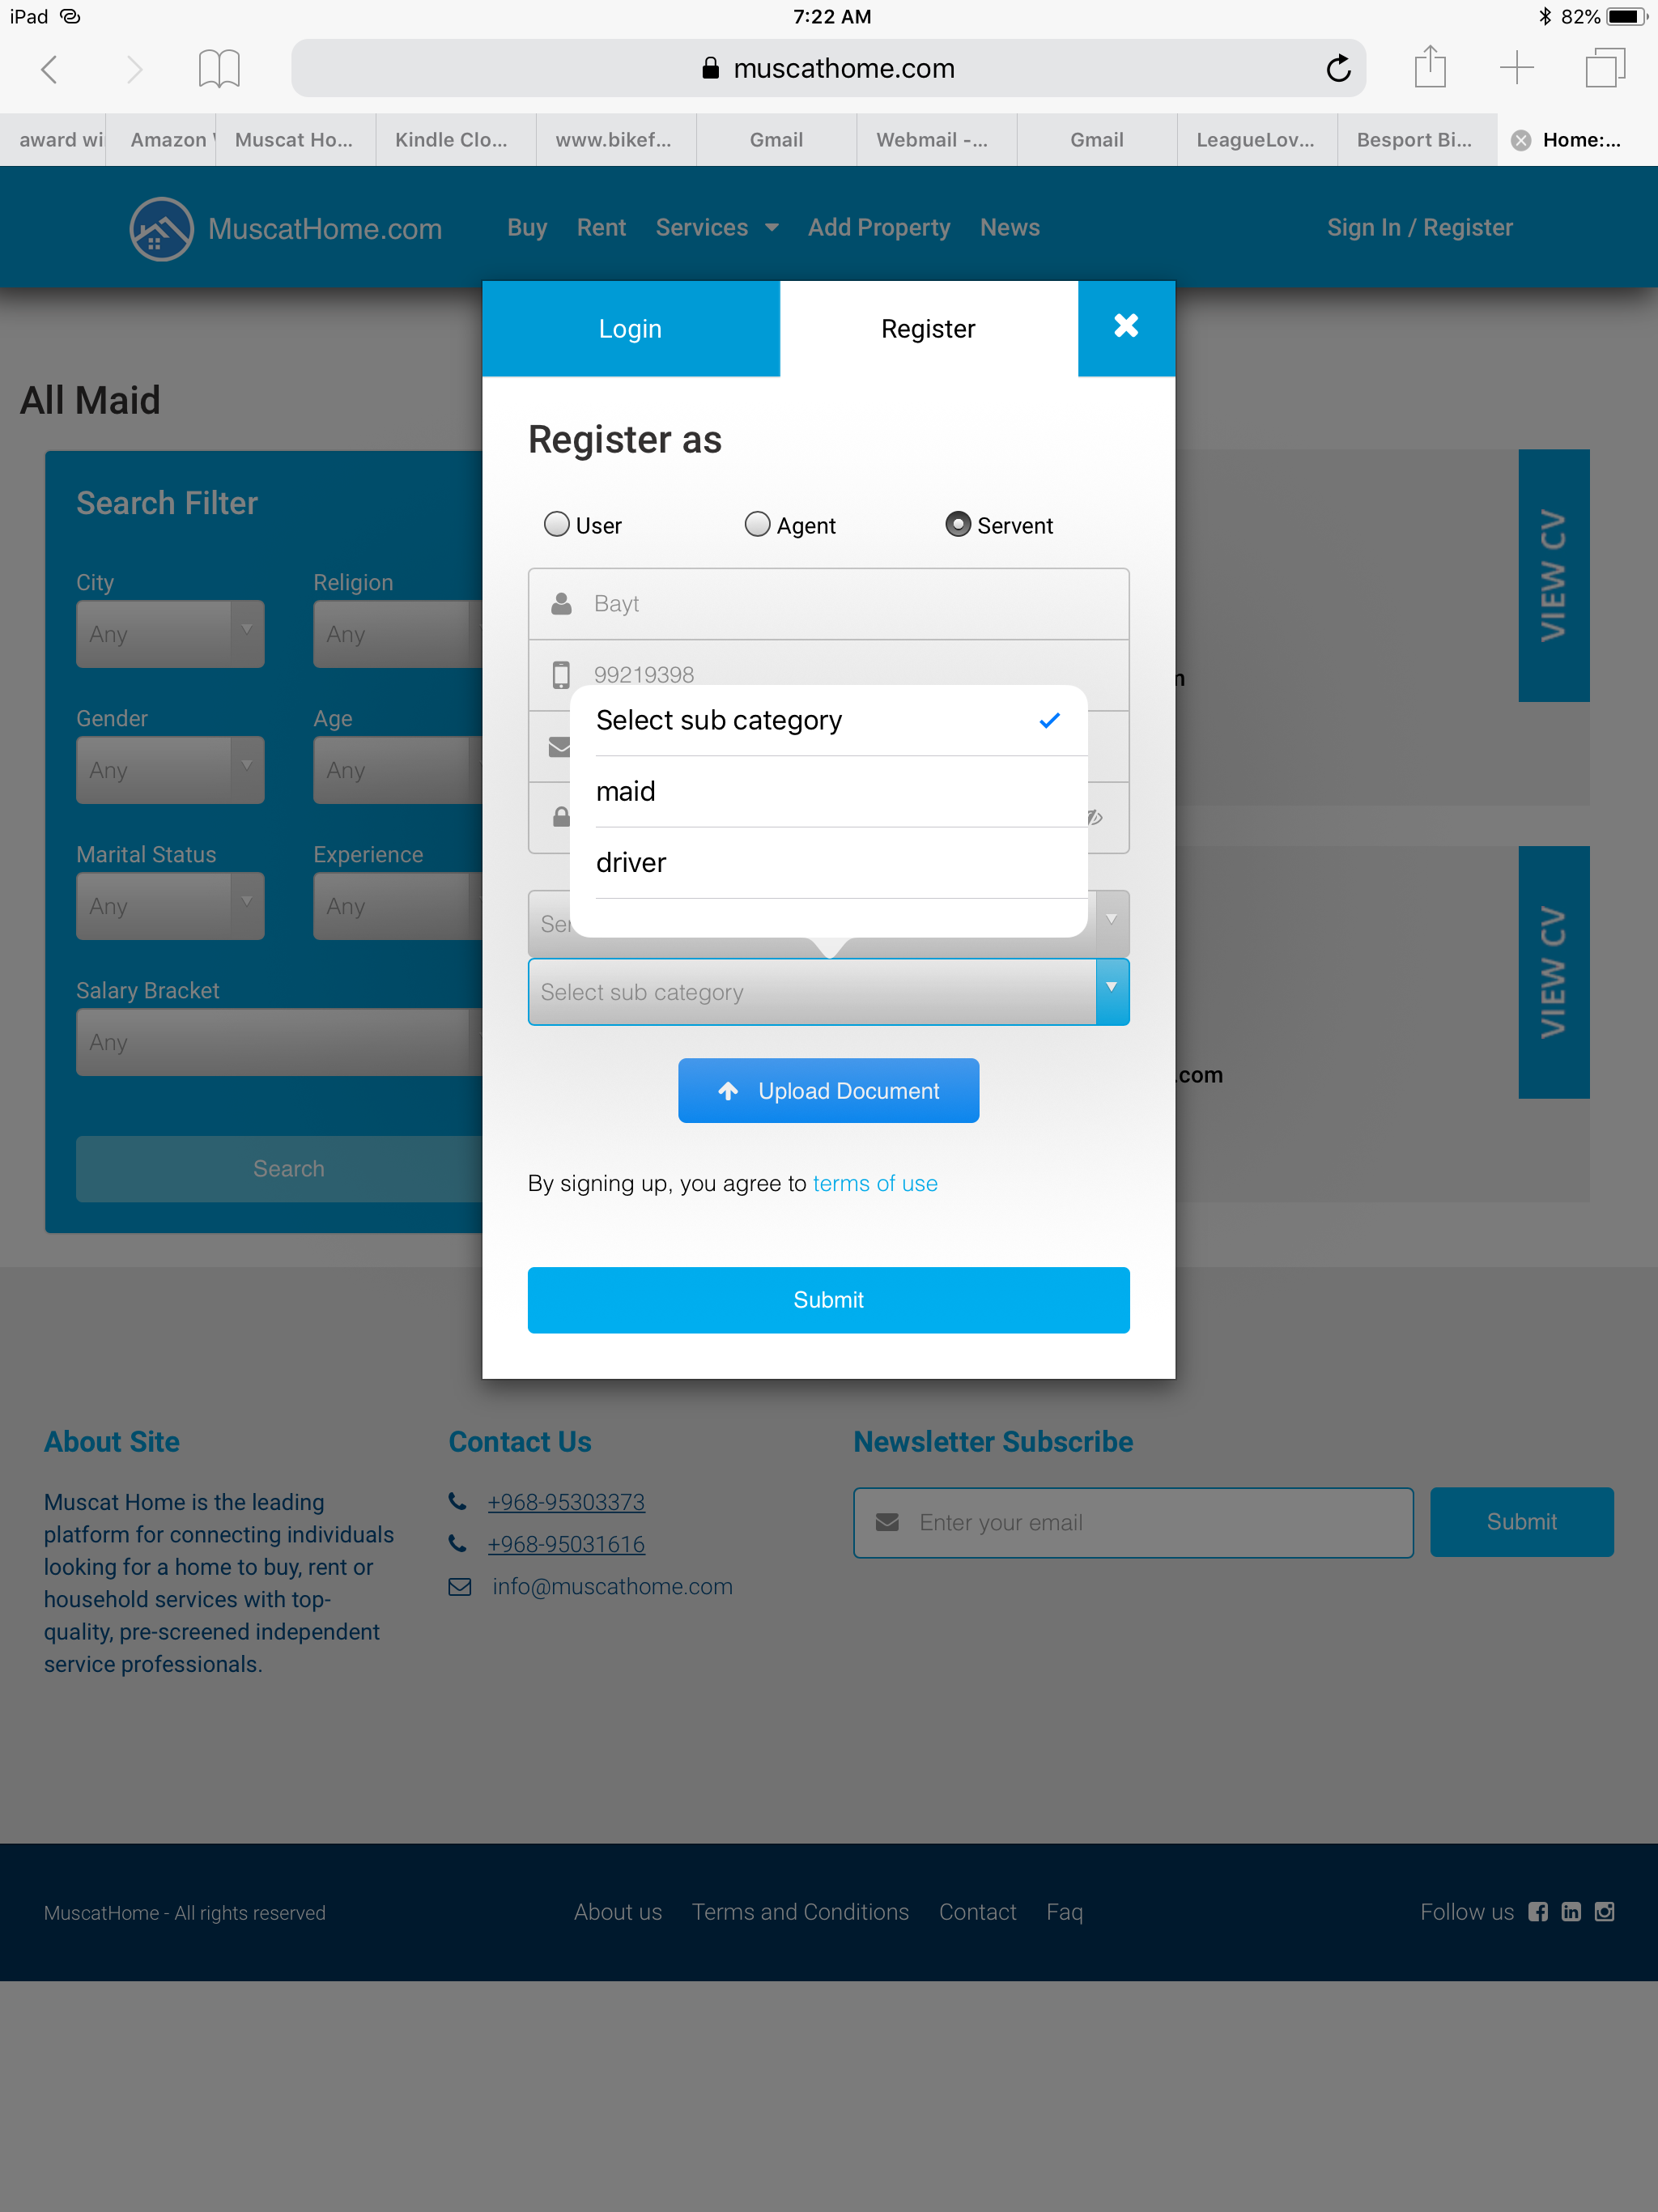 iPad 7:22 AM 82%
muscathome.com
award wi Amazon Muscat Ho... Kindle Clo... www.bikef... Gmail Webmail -... Gmail LeagueLov... Besport Bi... Home:...
MuscatHome.com Buy Rent Services Add Property News Sign In / Register
Login Register
All Maid
Register as
User Agent Servent
Search Filter
City Religion
Any Any
Gender Age
Any Any
Marital Status Experience
Any Any
Salary Bracket
Any
Search
Bayt
99219398
Select sub category
maid
driver
Ser
Select sub category
Upload Document
By signing up, you agree to terms of use
Submit
VIEW CV
VIEW CV
.com
About Site
Muscat Home is the leading
platform for connecting individuals
looking for a home to buy, rent or
household services with top-
quality, pre-screened independent
service professionals.
Contact Us
+968-95303373
+968-95031616
info@muscathome.com
Newsletter Subscribe
Enter your email Submit
MuscatHome - All rights reserved About us Terms and Conditions Contact Faq Follow us